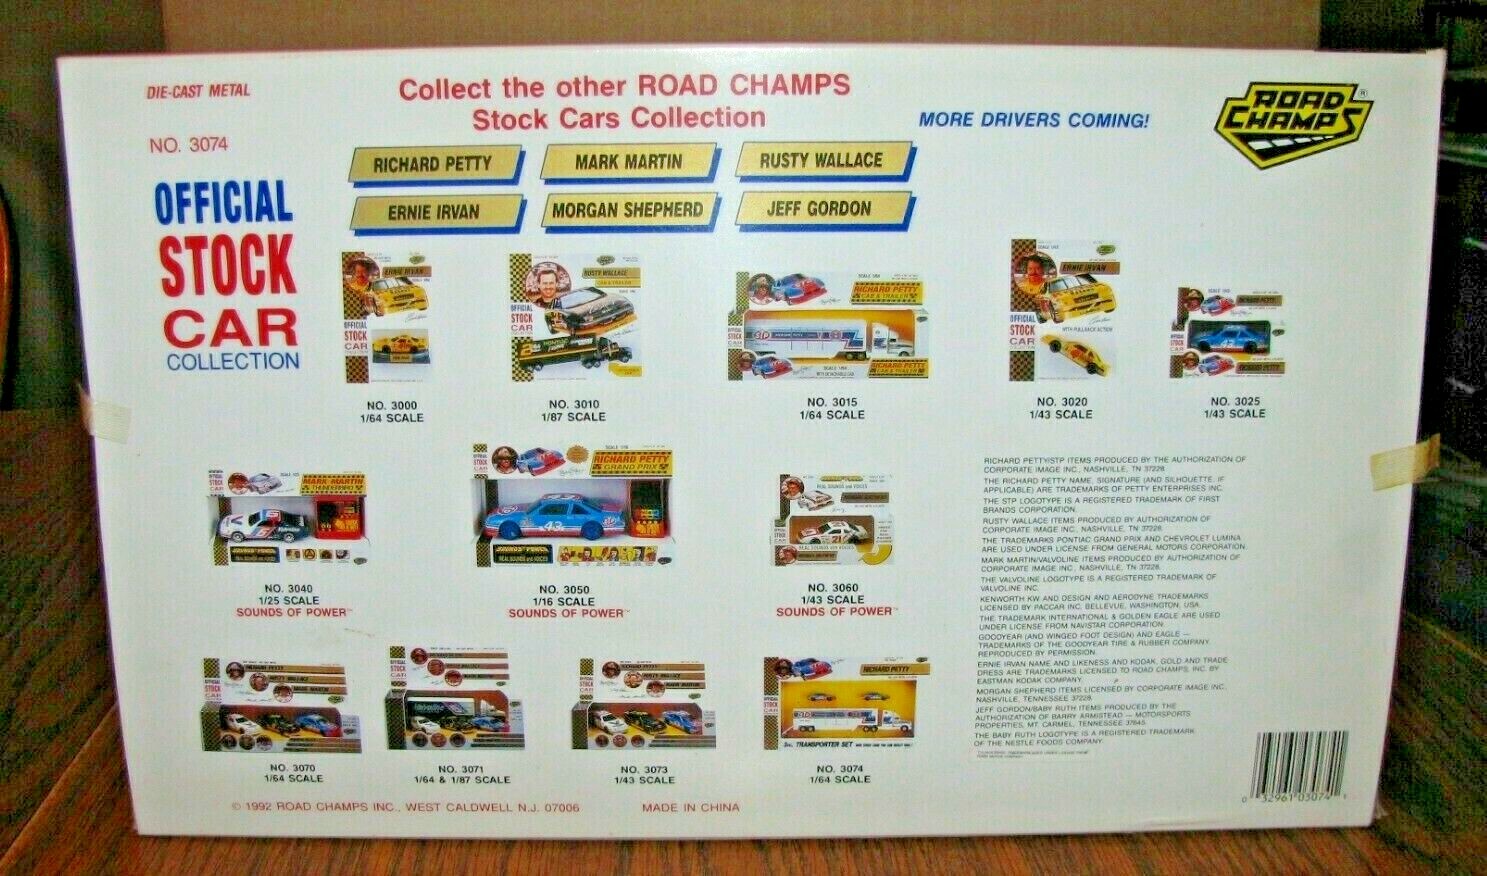 DIE-CAST METAL
NO. 3074
OFFICIAL
STOCK
CAR
COLLECTION
Collect the other ROAD CHAMPS
Stock Cars Collection
MORE DRIVERS COMING!
ROAD
CHAMPS
®
RICHARD PETTY
MARK MARTIN
RUSTY WALLACE
ERNIE IRVAN
MORGAN SHEPHERD
JEFF GORDON
NO. 3000
1/64 SCALE
NO. 3010
1/87 SCALE
NO. 3015
1/64 SCALE
NO. 3020
1/43 SCALE
NO. 3025
1/43 SCALE
NO. 3040
1/25 SCALE
SOUNDS OF POWER™
NO. 3050
1/16 SCALE
SOUNDS OF POWER™
NO. 3060
1/43 SCALE
SOUNDS OF POWER™
NO. 3070
1/64 SCALE
NO. 3071
1/64 & 1/87 SCALE
NO. 3073
1/43 SCALE
NO. 3074
1/64 SCALE
RICHARD PETTY/STP ITEMS PRODUCED BY THE AUTHORIZATION OF
CORPORATE IMAGE INC., NASHVILLE, TN 37228.
THE RICHARD PETTY NAME, SIGNATURE (AND SILHOUETTE, IF
APPLICABLE) ARE TRADEMARKS OF PETTY ENTERPRISES INC.
THE STP LOGOTYPE IS A REGISTERED TRADEMARK OF FIRST
BRANDS CORPORATION.
RUSTY WALLACE ITEMS PRODUCED BY AUTHORIZATION OF
CORPORATE IMAGE INC., NASHVILLE, TN 37228.
THE TRADEMARKS PONTIAC GRAND PRIX AND CHEVROLET LUMINA
ARE USED UNDER LICENSE FROM GENERAL MOTORS CORPORATION.
MARK MARTIN/VALVOLINE ITEMS PRODUCED BY AUTHORIZATION OF
CORPORATE IMAGE INC., NASHVILLE, TN 37228.
THE VALVOLINE LOGOTYPE IS A REGISTERED TRADEMARK OF
VALVOLINE INC.
KENWORTH KW AND DESIGN AND AERODYNE TRADEMARKS
LICENSED BY PACCAR INC, BELLEVUE, WASHINGTON, USA.
THE TRADEMARK INTERNATIONAL & GOLDEN EAGLE ARE USED
UNDER LICENSE FROM NAVISTAR CORPORATION.
GOODYEAR (AND WINGED FOOT DESIGN) AND EAGLE —
TRADEMARKS OF THE GOODYEAR TIRE & RUBBER COMPANY.
REPRODUCED BY PERMISSION.
ERNIE IRVAN NAME AND LIKENESS AND KODAK, GOLD AND TRADE
DRESS ARE TRADEMARKS LICENSED TO ROAD CHAMPS, INC. BY
EASTMAN KODAK COMPANY.
MORGAN SHEPHERD ITEMS LICENSED BY CORPORATE IMAGE INC.,
NASHVILLE, TENNESSEE 37228.
JEFF GORDON/BABY RUTH ITEMS PRODUCED BY THE
AUTHORIZATION OF BARRY ARMISTEAD — MOTORSPORTS
PROPERTIES, MT. CARMEL, TENNESSEE 37645.
THE BABY RUTH LOGOTYPE IS A REGISTERED TRADEMARK
OF THE NESTLE FOODS COMPANY.
© 1992 ROAD CHAMPS INC., WEST CALDWELL N.J. 07006
MADE IN CHINA
0 32961 03074 1